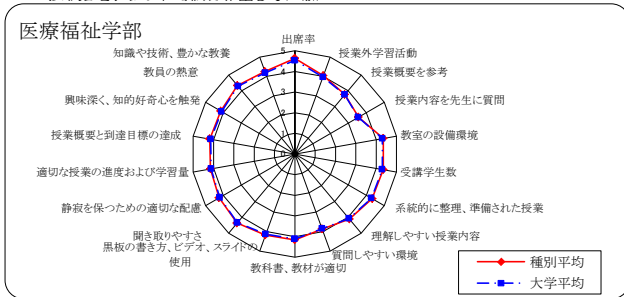 医療福祉学部
出席率
授業外学習活動
授業概要を参考
授業内容を先生に質問
教室の設備環境
受講学生数
系統的に整理、準備された授業
理解しやすい授業内容
質問しやすい環境
教科書、教材が適切
黒板の書き方、ビデオ、スライドの
使用
聞き取りやすさ
静寂を保つための適切な配慮
適切な授業の進度および学習量
授業概要と到達目標の達成
興味深く、知的好奇心を触発
教員の熱意
知識や技術、豊かな教養
5
4
3
2
1
0
種別平均
大学平均